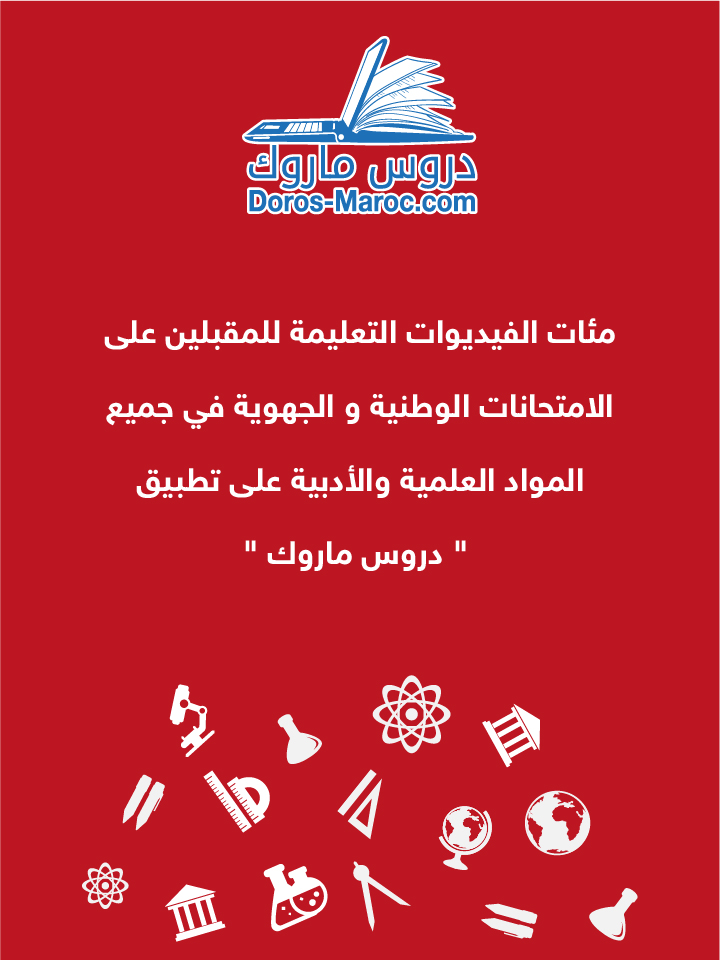 دروس ماروك
Doros-Maroc.com
مئات الفيديوات التعليمة للمقبلين على
الامتحانات الوطنية و الجهوية في جميع
المواد العلمية والأدبية على تطبيق
" دروس ماروك "